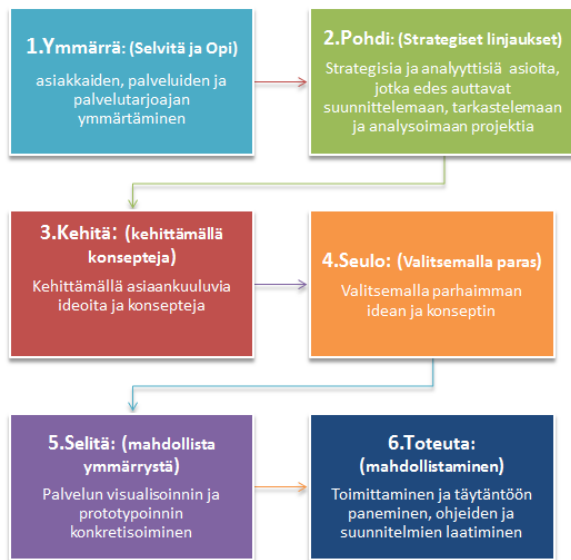 1.Ymmärrä: (Selvitä ja Opi)
asiakkaiden, palveluiden ja
palvelutarjoajan
ymmärtäminen
2.Pohdi: (Strategiset linjaukset)
Strategisia ja analyyttisiä asioita,
jotka edes auttavat
suunnittelemaan, tarkastelemaan
ja analysoimaan projektia
3.Kehitä: (kehittämällä
konsepteja)
Kehittämällä asiaankuuluvia
ideoita ja konsepteja
4.Seulo: (Valitsemalla paras)
Valitsemalla parhaimman
idean ja konseptin
5.Selitä: (mahdollista
ymmärrystä)
Palvelun visualisoinnin ja
prototypoinnin
konkretisoiminen
6.Toteuta:
(mahdollistaminen)
Toimittaminen ja täytäntöön
paneminen, ohjeiden ja
suunnitelmien laatiminen